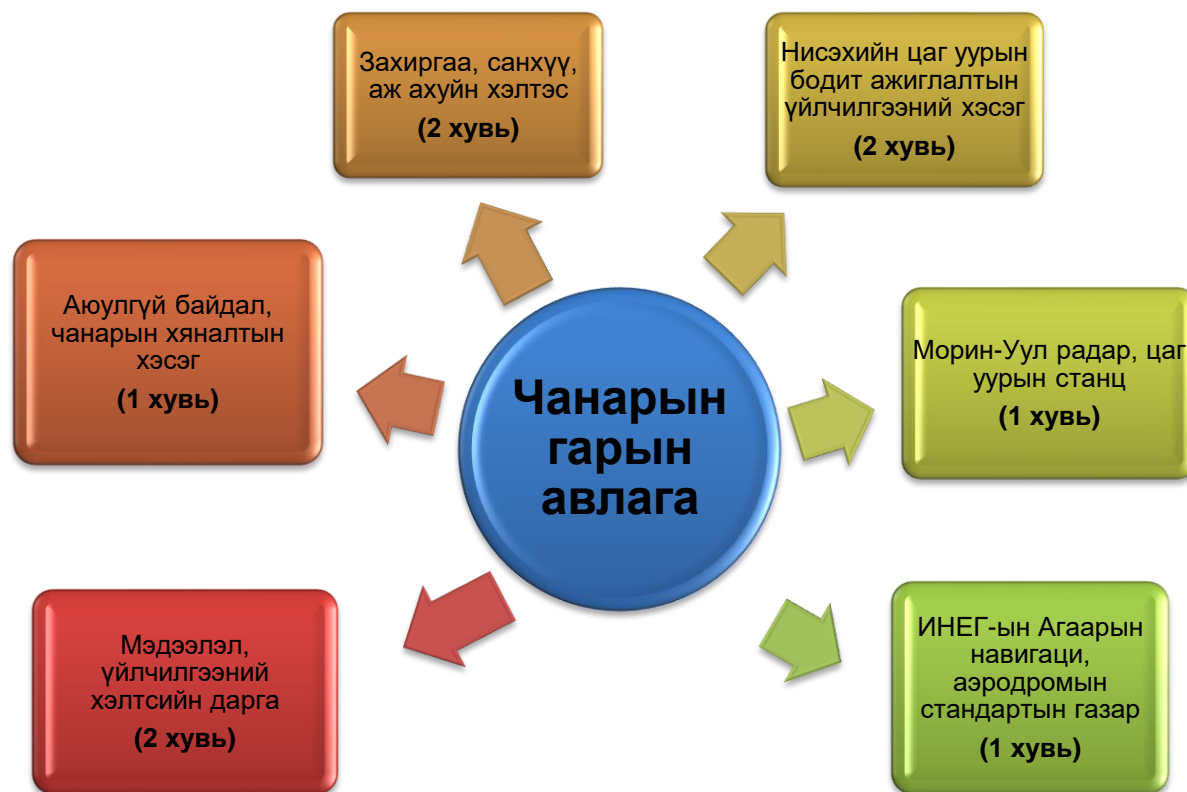 Захиргаа, санхүү,
аж ахуйн хэлтэс
(2 хувь)
Нисэхийн цаг уурын
бодит ажиглалтын
үйлчилгээний хэсэг
(2 хувь)
Аюулгүй байдал,
чанарын хяналтын
хэсэг
(1 хувь)
Морин-Уул радар, цаг
уурын станц
(1 хувь)
Чанарын
гарын
авлага
Мэдээлэл,
үйлчилгээний
хэлтсийн дарга
(2 хувь)
ИНЕГ-ын Агаарын
навигаци,
аэродромын
стандартын газар
(1 хувь)